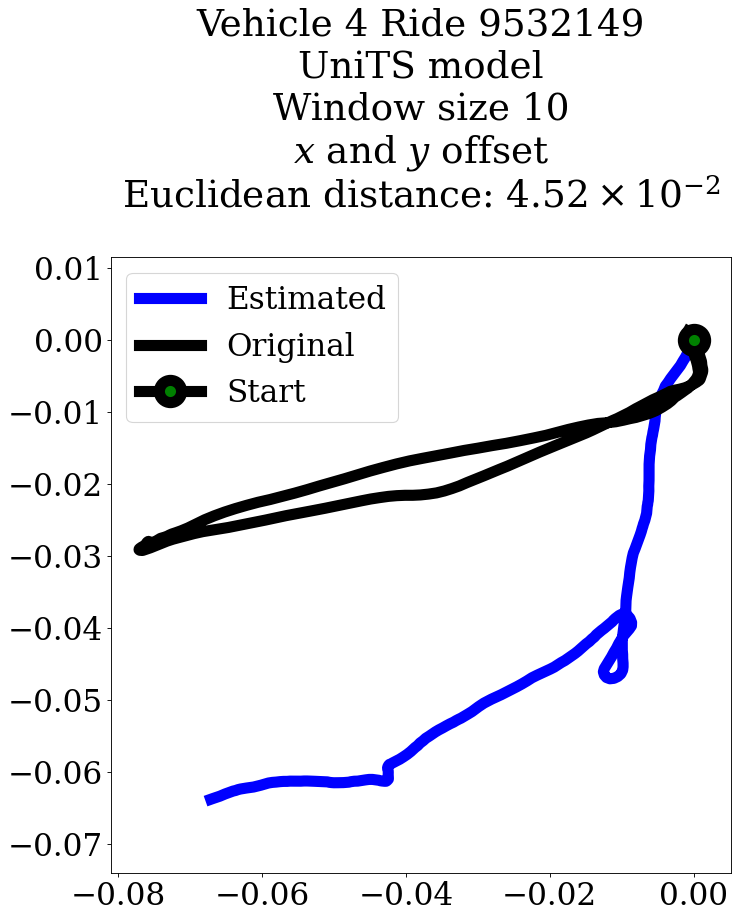 Vehicle 4 Ride 9532149
UniTS model
Window size 10
x and y offset
Euclidean distance: 4.52 × 10⁻²
0.01
0.00
−0.01
−0.02
−0.03
−0.04
−0.05
−0.06
−0.07
Estimated
Original
Start
−0.08 −0.06 −0.04 −0.02 0.00